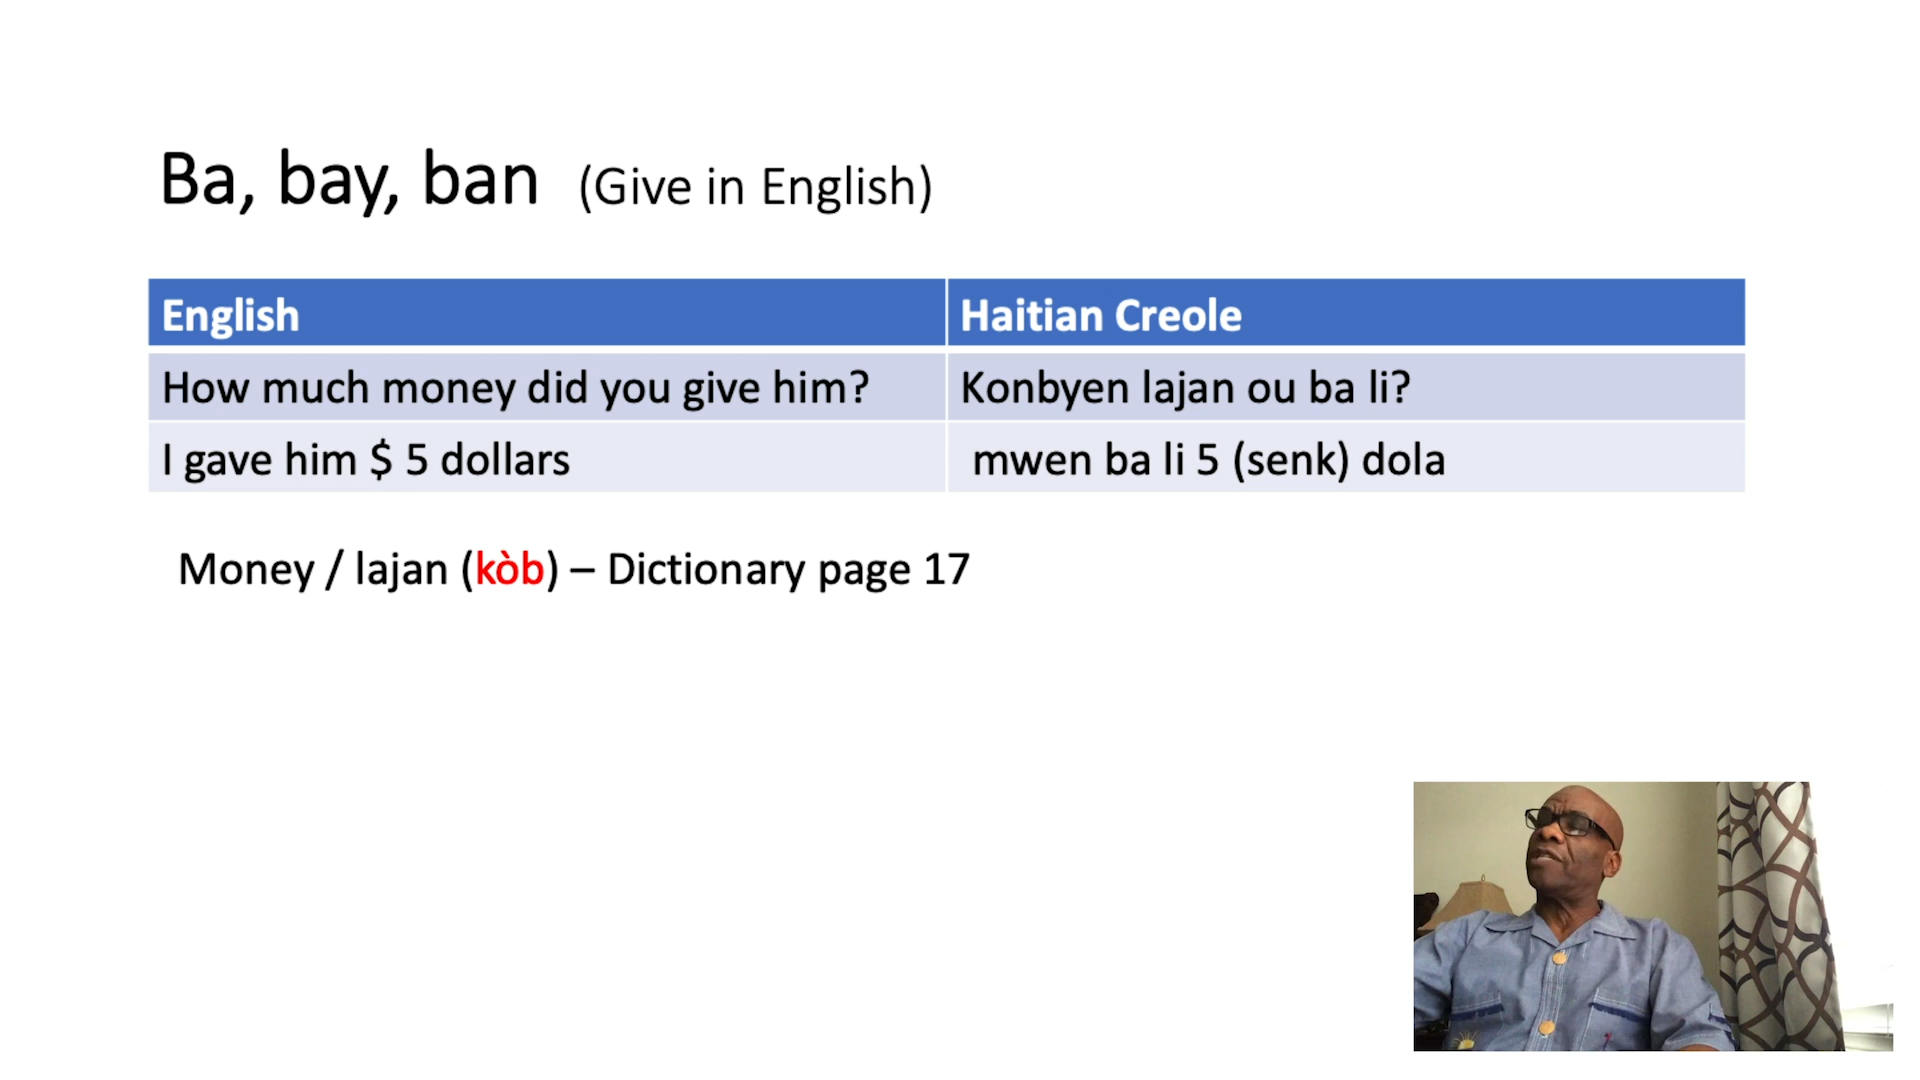 Ba, bay, ban (Give in English)
English Haitian Creole
How much money did you give him? Konbyen lajan ou ba li?
I gave him $ 5 dollars mwen ba li 5 (senk) dola
Money / lajan (kòb) – Dictionary page 17